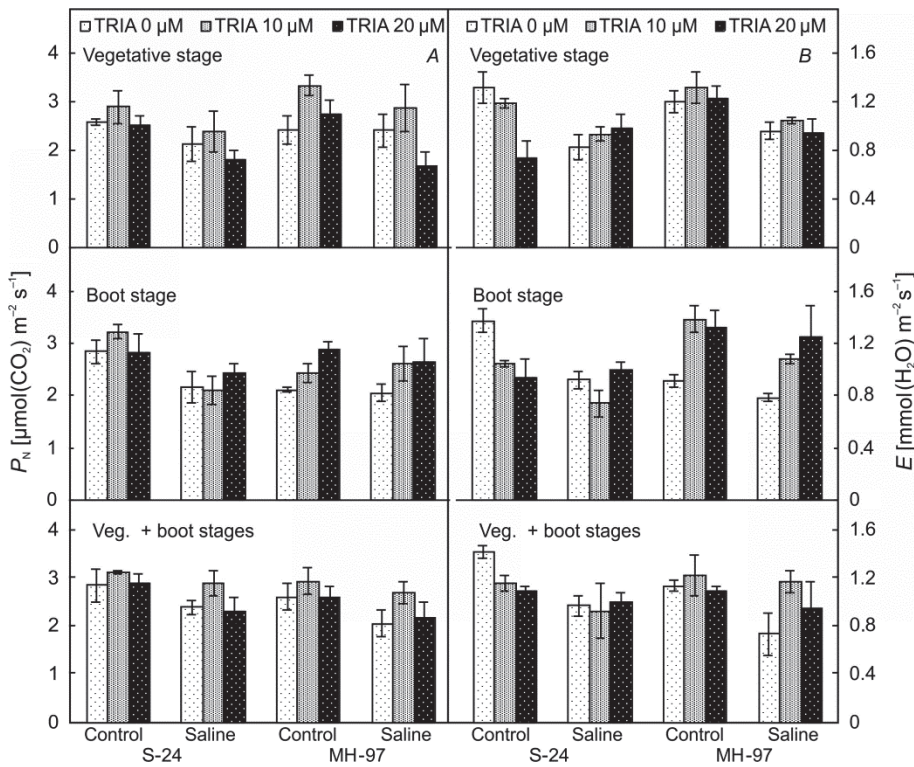 TRIA 0 µM TRIA 10 µM TRIA 20 µM TRIA 0 µM TRIA 10 µM TRIA 20 µM
Vegetative stage A B
Vegetative stage
4
3
2
1
0
1.6
1.2
0.8
0.4
0
Boot stage
Boot stage
3
2
1
0
1.6
1.2
0.8
0.4
0
Veg. + boot stages
Veg. + boot stages
4
3
2
1
0
1.6
1.2
0.8
0.4
0
PN [µmol(CO2) m−2 s−1)
E [mmol(H2O) m−2 s−1)
Control Saline Control Saline Control Saline Control Saline
S-24 MH-97 S-24 MH-97